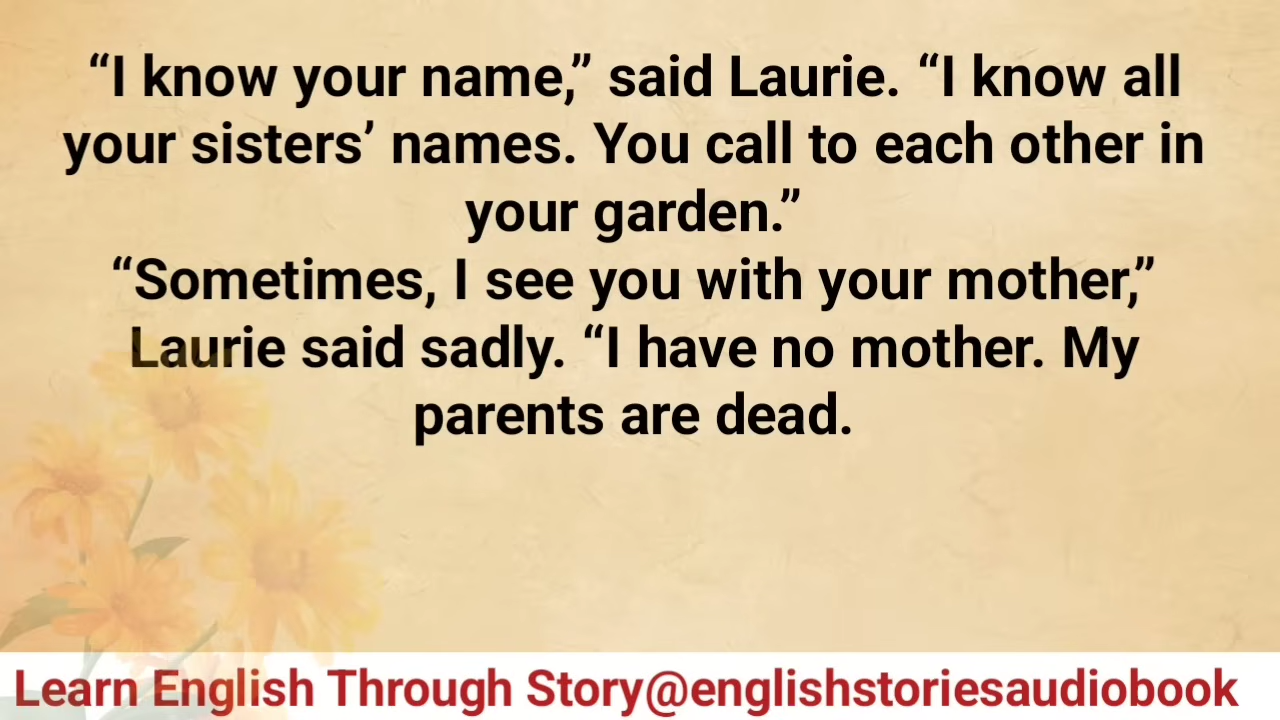 “I know your name,” said Laurie. “I know all
your sisters’ names. You call to each other in
your garden.”
“Sometimes, I see you with your mother,”
Laurie said sadly. “I have no mother. My
parents are dead.
Learn English Through Story@englishstoriesaudiobook